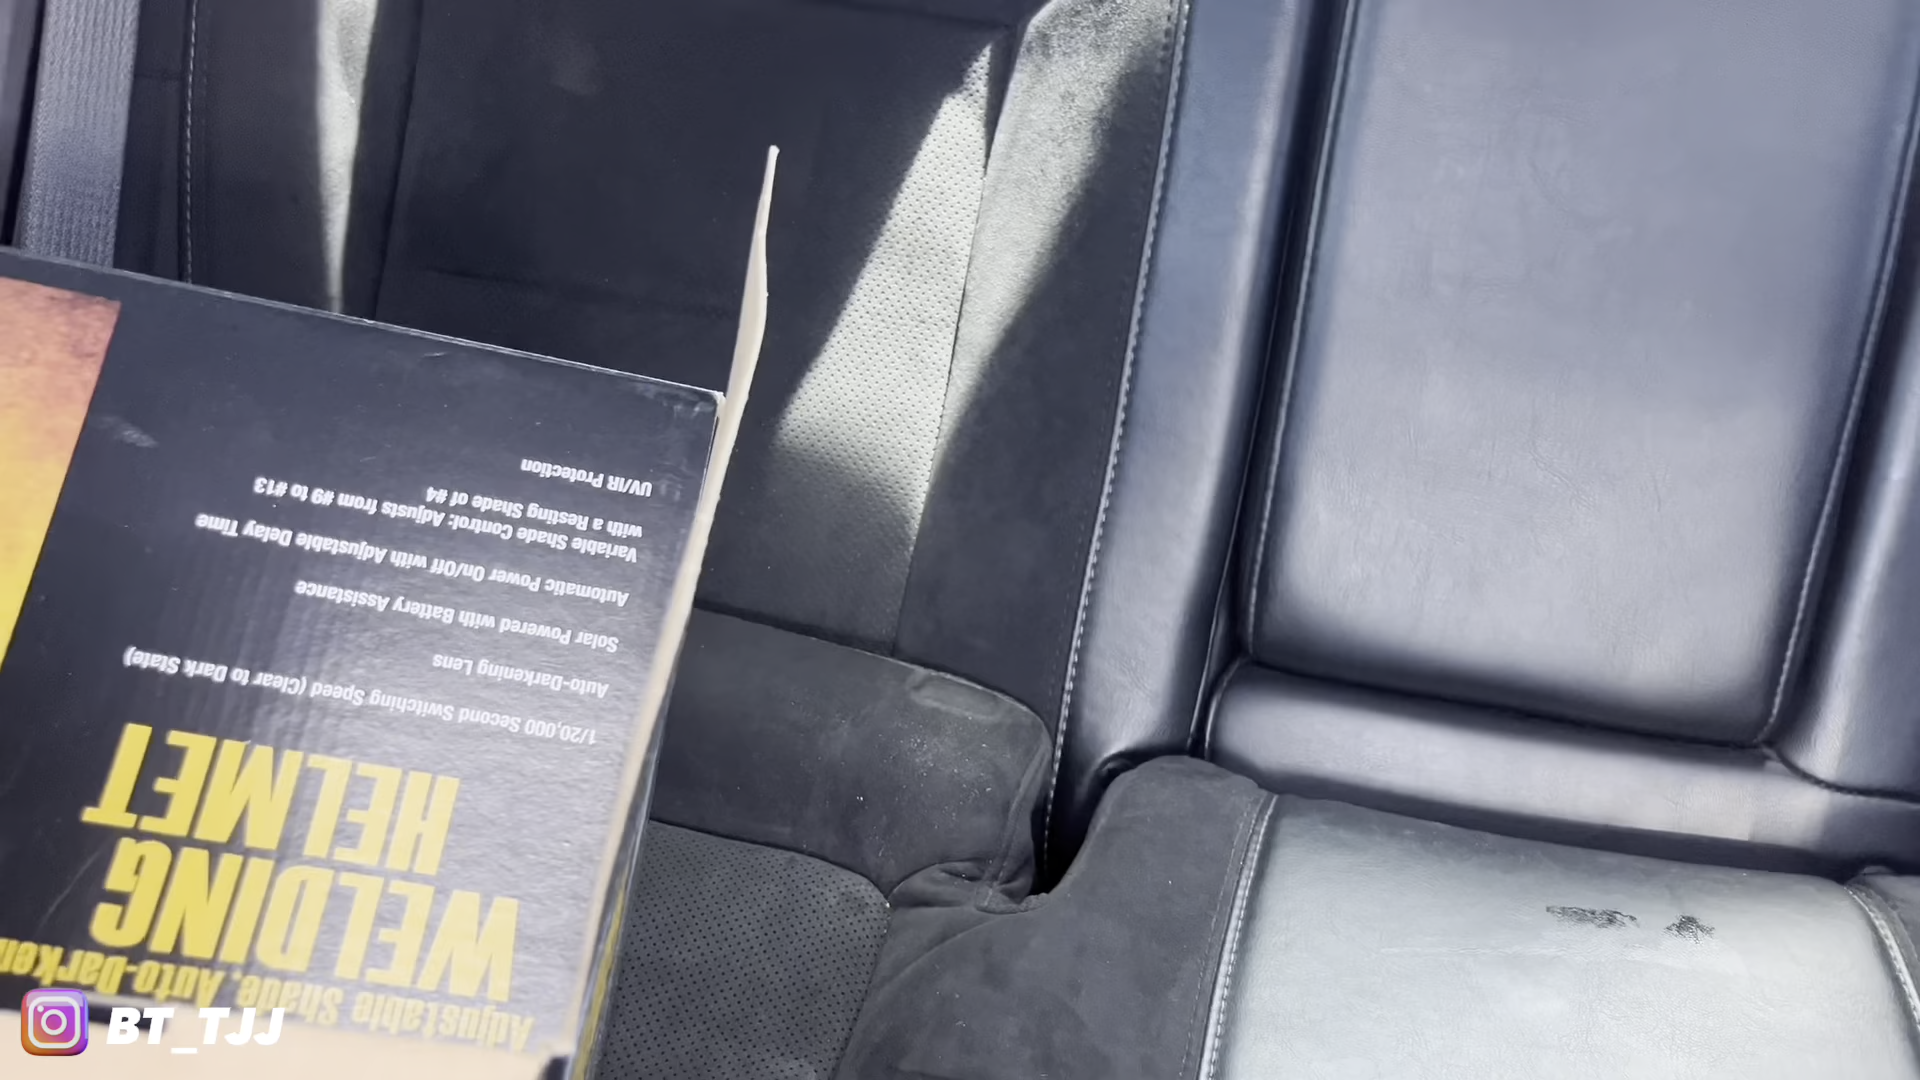 Adjustable Shade, Auto-Darken
WELDING
HELMET
1/20,000 Second Switching Speed (Clear to Dark State)
Auto-Darkening Lens
Solar Powered with Battery Assistance
Automatic Power On/Off with Adjustable Delay Time
Variable Shade Control: Adjusts from #9 to #13
with a Resting Shade of #4
UV/IR Protection
BT_TJJ